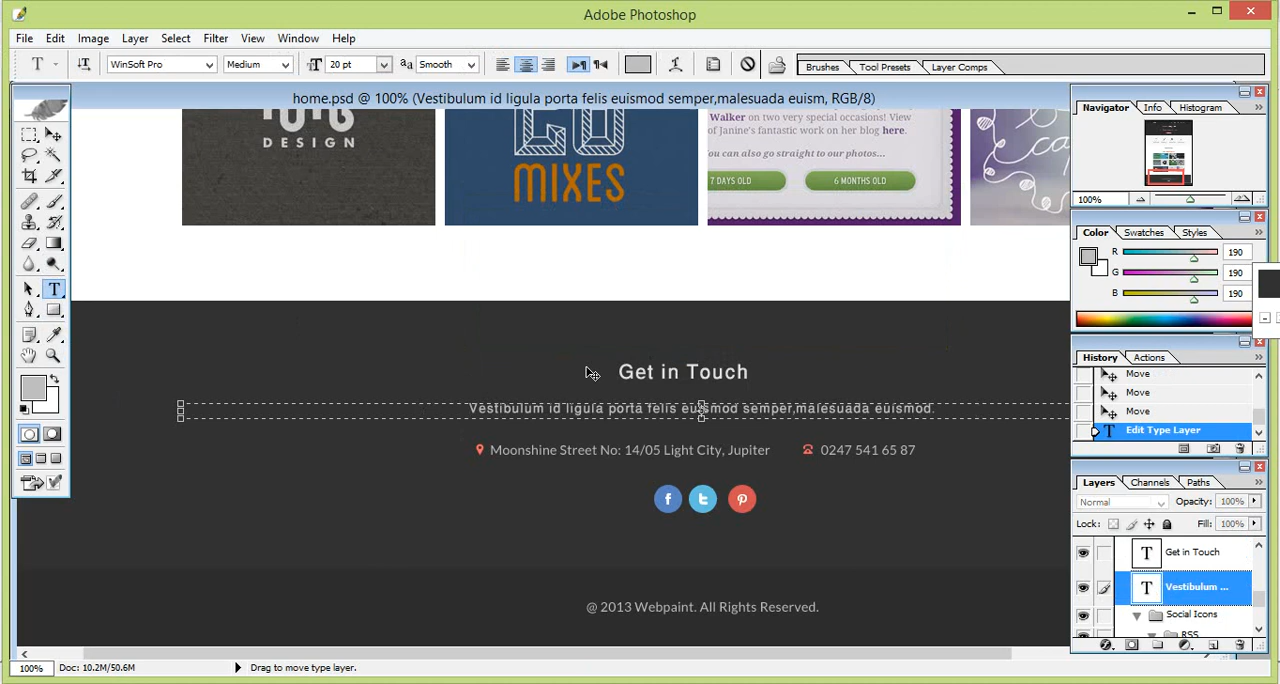 Adobe Photoshop
File Edit Image Layer Select Filter View Window Help
T WinSoft Pro Medium 20 pt aa Smooth Brushes Tool Presets Layer Comps
home.psd @ 100% (Vestibulum id ligula porta felis euismod semper,malesuada euism, RGB/8)
DESIGN
MIXES
Walker on two very special occasions! View
of Janine's fantastic work on her blog here.
You can also go straight to our photos...
7 DAYS OLD 6 MONTHS OLD
Get in Touch
Vestibulum id ligula porta felis euismod semper,malesuada euismod.
Moonshine Street No: 14/05 Light City, Jupiter 0247 541 65 87
@ 2013 Webpaint. All Rights Reserved.
Navigator Info Histogram
100%
Color Swatches Styles
R 190
G 190
B 190
History Actions
Move
Move
Move
Edit Type Layer
Layers Channels Paths
Normal Opacity: 100%
Lock: Fill: 100%
Get in Touch
Vestibulum ...
Social Icons
RSS
100% Doc: 10.2M/50.6M Drag to move type layer.